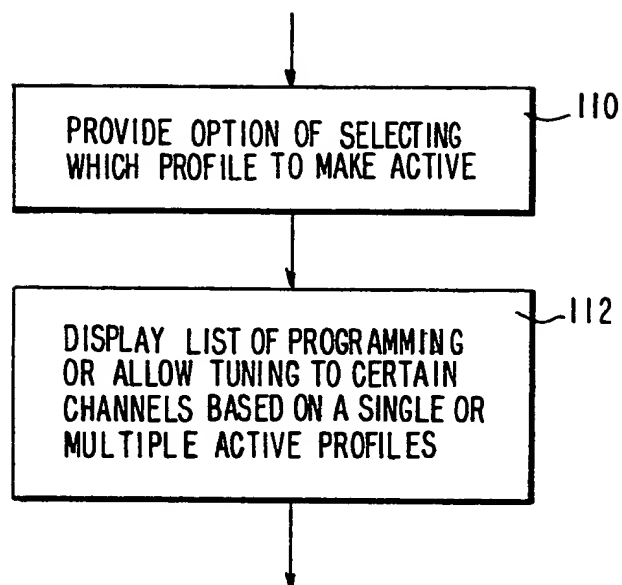 PROVIDE OPTION OF SELECTING
WHICH PROFILE TO MAKE ACTIVE
110
DISPLAY LIST OF PROGRAMMING
OR ALLOW TUNING TO CERTAIN
CHANNELS BASED ON A SINGLE OR
MULTIPLE ACTIVE PROFILES
112